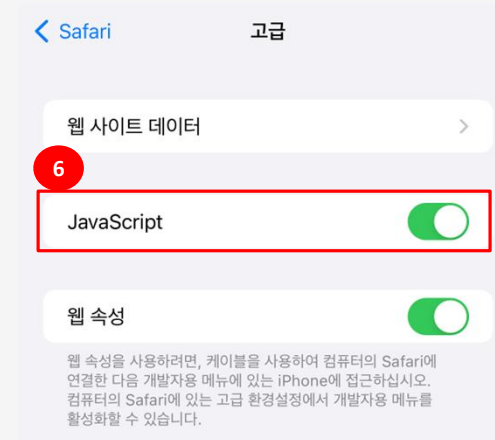 Safari
고급
웹 사이트 데이터
6
JavaScript
웹 속성
웹 속성을 사용하려면, 케이블을 사용하여 컴퓨터의 Safari에
연결한 다음 개발자용 메뉴에 있는 iPhone에 접근하십시오.
컴퓨터의 Safari에 있는 고급 환경설정에서 개발자용 메뉴를
활성화할 수 있습니다.